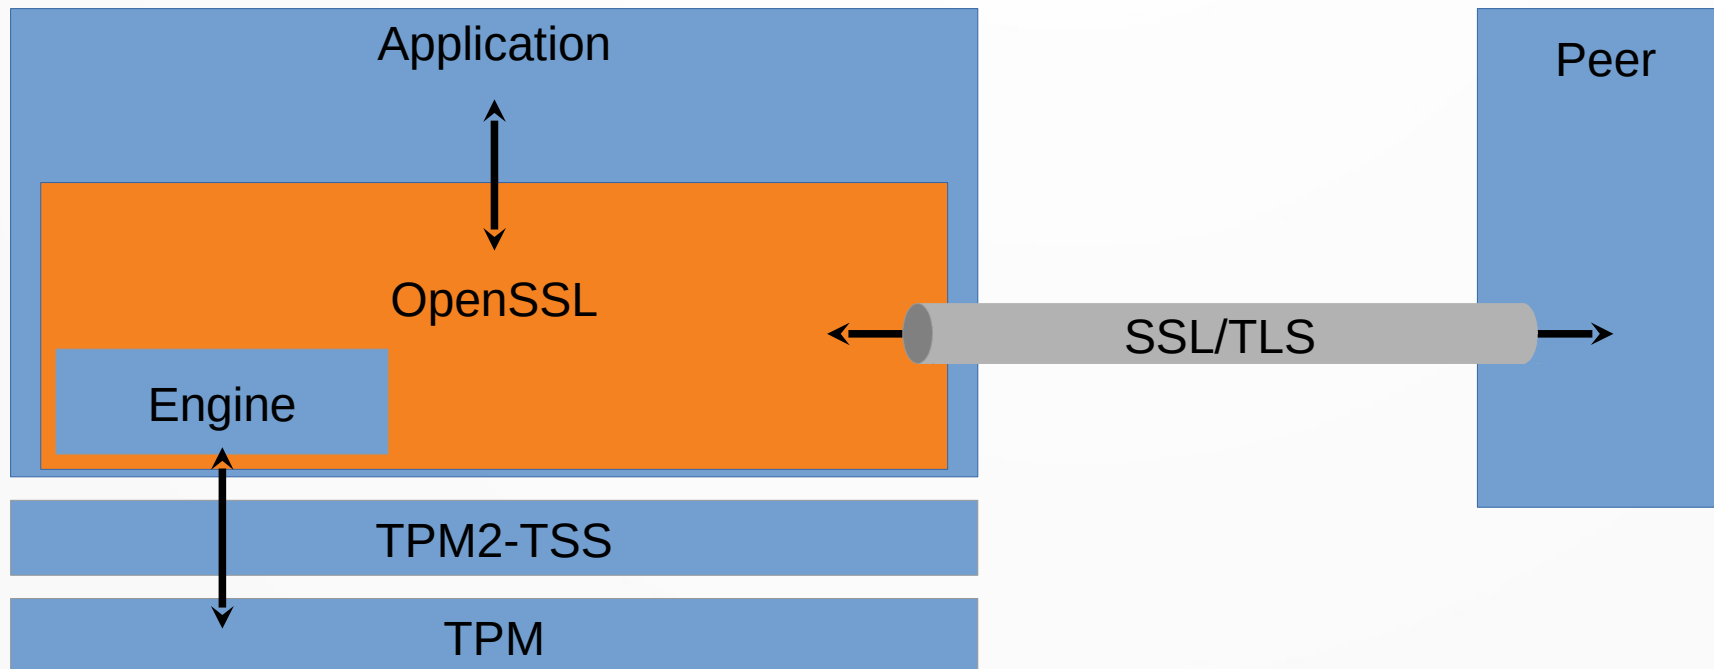 Application
Peer
OpenSSL
SSL/TLS
Engine
TPM2-TSS
TPM